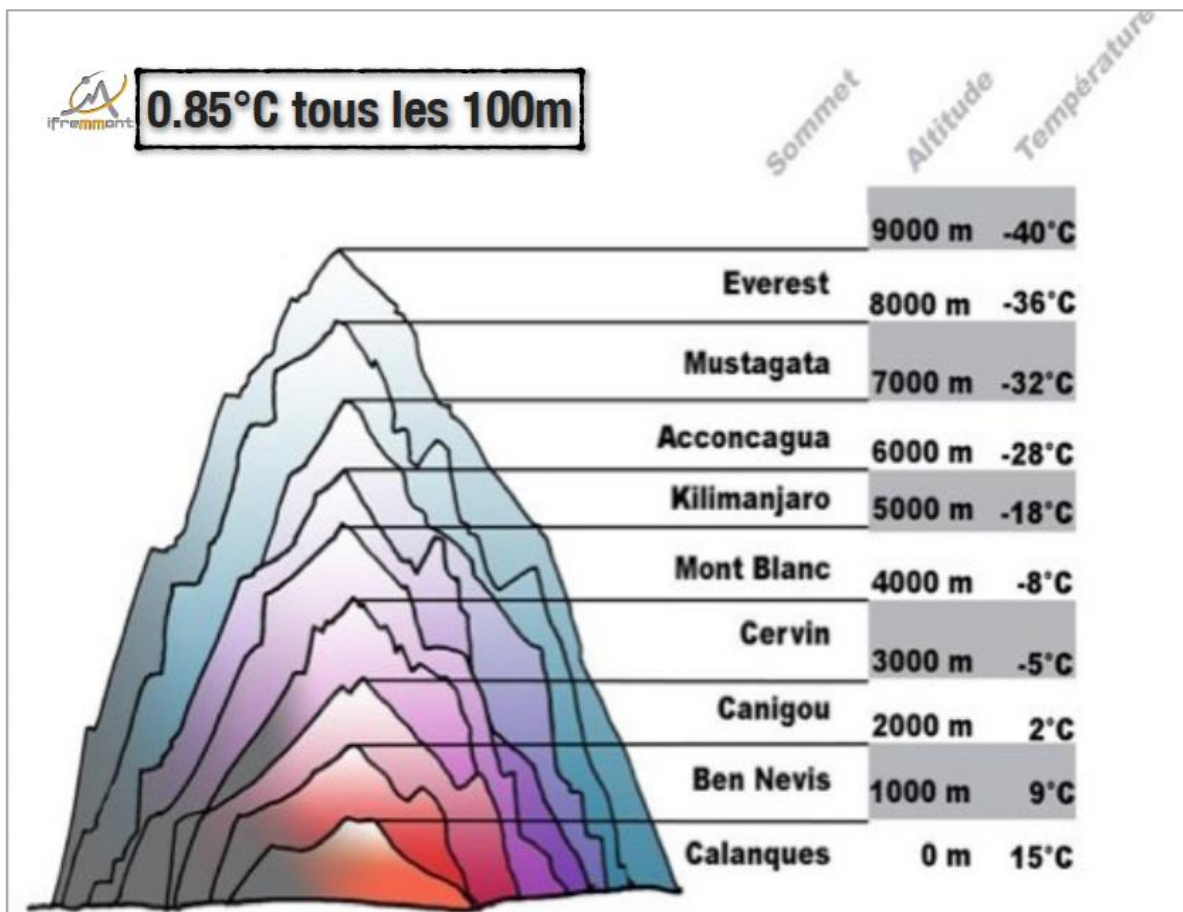 ifremmont
0.85°C tous les 100m
Sommet Altitude Température
9000 m -40°C
Everest
8000 m -36°C
Mustagata
7000 m -32°C
Acconcagua
6000 m -28°C
Kilimanjaro
5000 m -18°C
Mont Blanc
4000 m -8°C
Cervin
3000 m -5°C
Canigou
2000 m 2°C
Ben Nevis
1000 m 9°C
Calanques 0 m 15°C